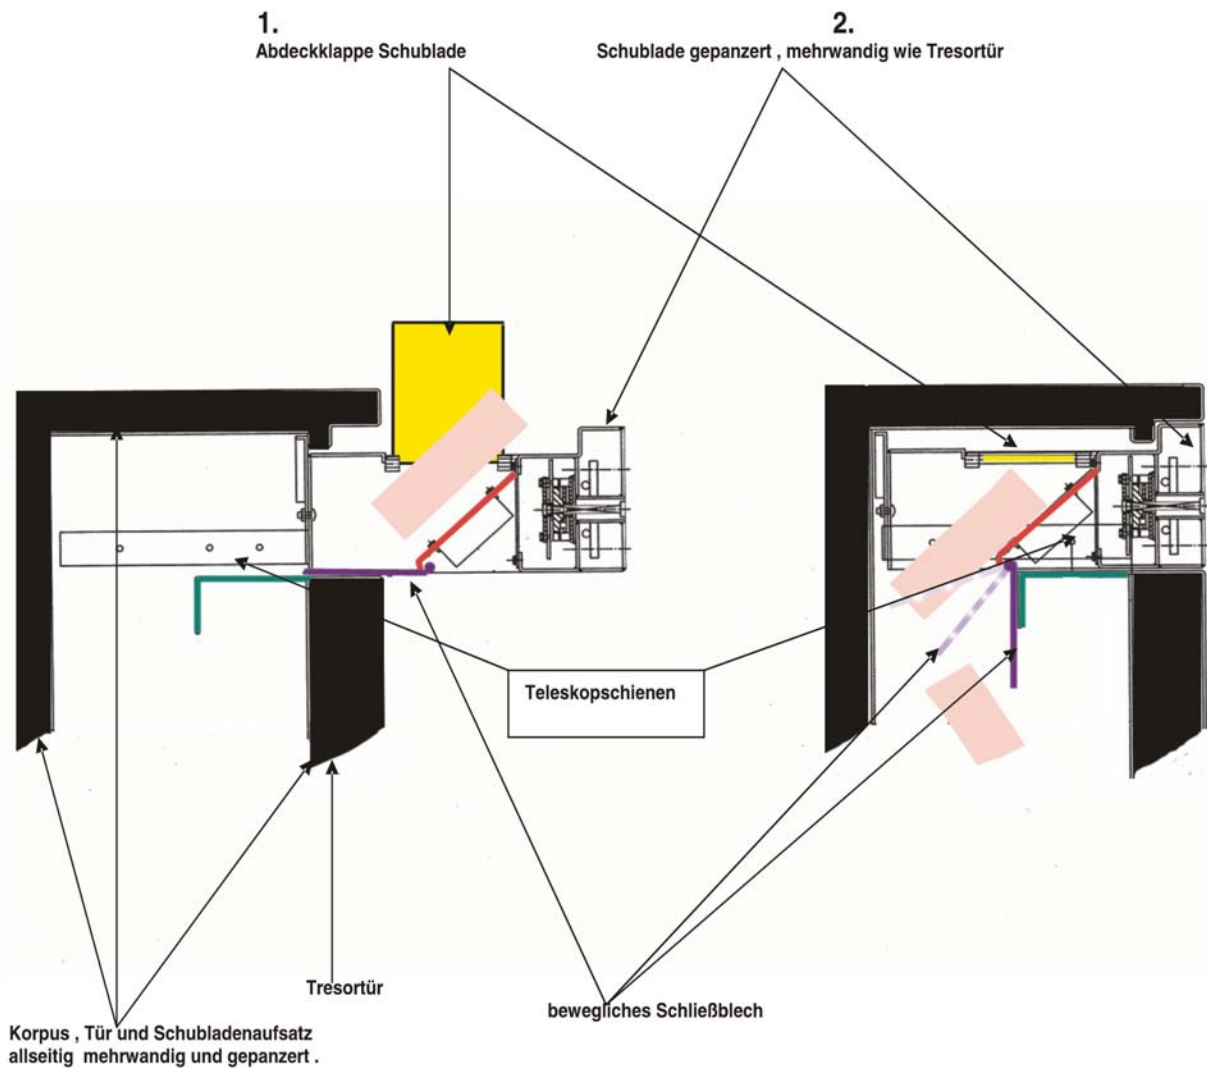 1.
2.
Abdeckklappe Schublade
Schublade gepanzert , mehrwandig wie Tresortür
Teleskopschienen
Tresortür
bewegliches Schließblech
Korpus , Tür und Schubladenaufsatz
allseitig mehrwandig und gepanzert .